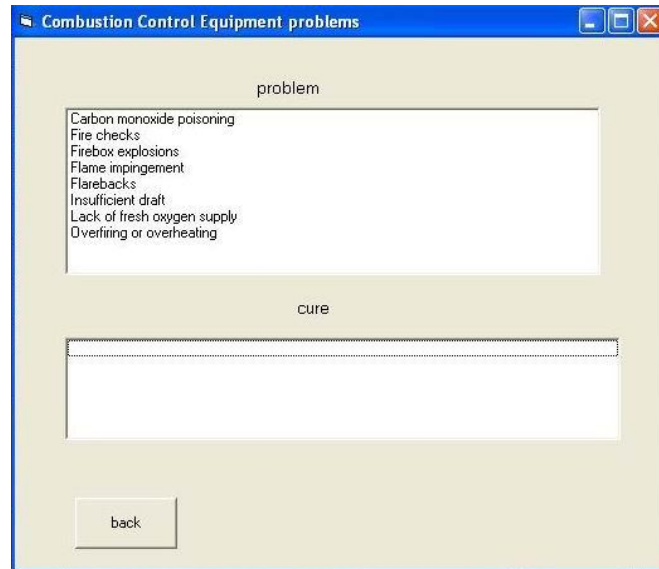 Combustion Control Equipment problems
problem
Carbon monoxide poisoning
Fire checks
Firebox explosions
Flame impingement
Flarebacks
Insufficient draft
Lack of fresh oxygen supply
Overfiring or overheating
cure
back